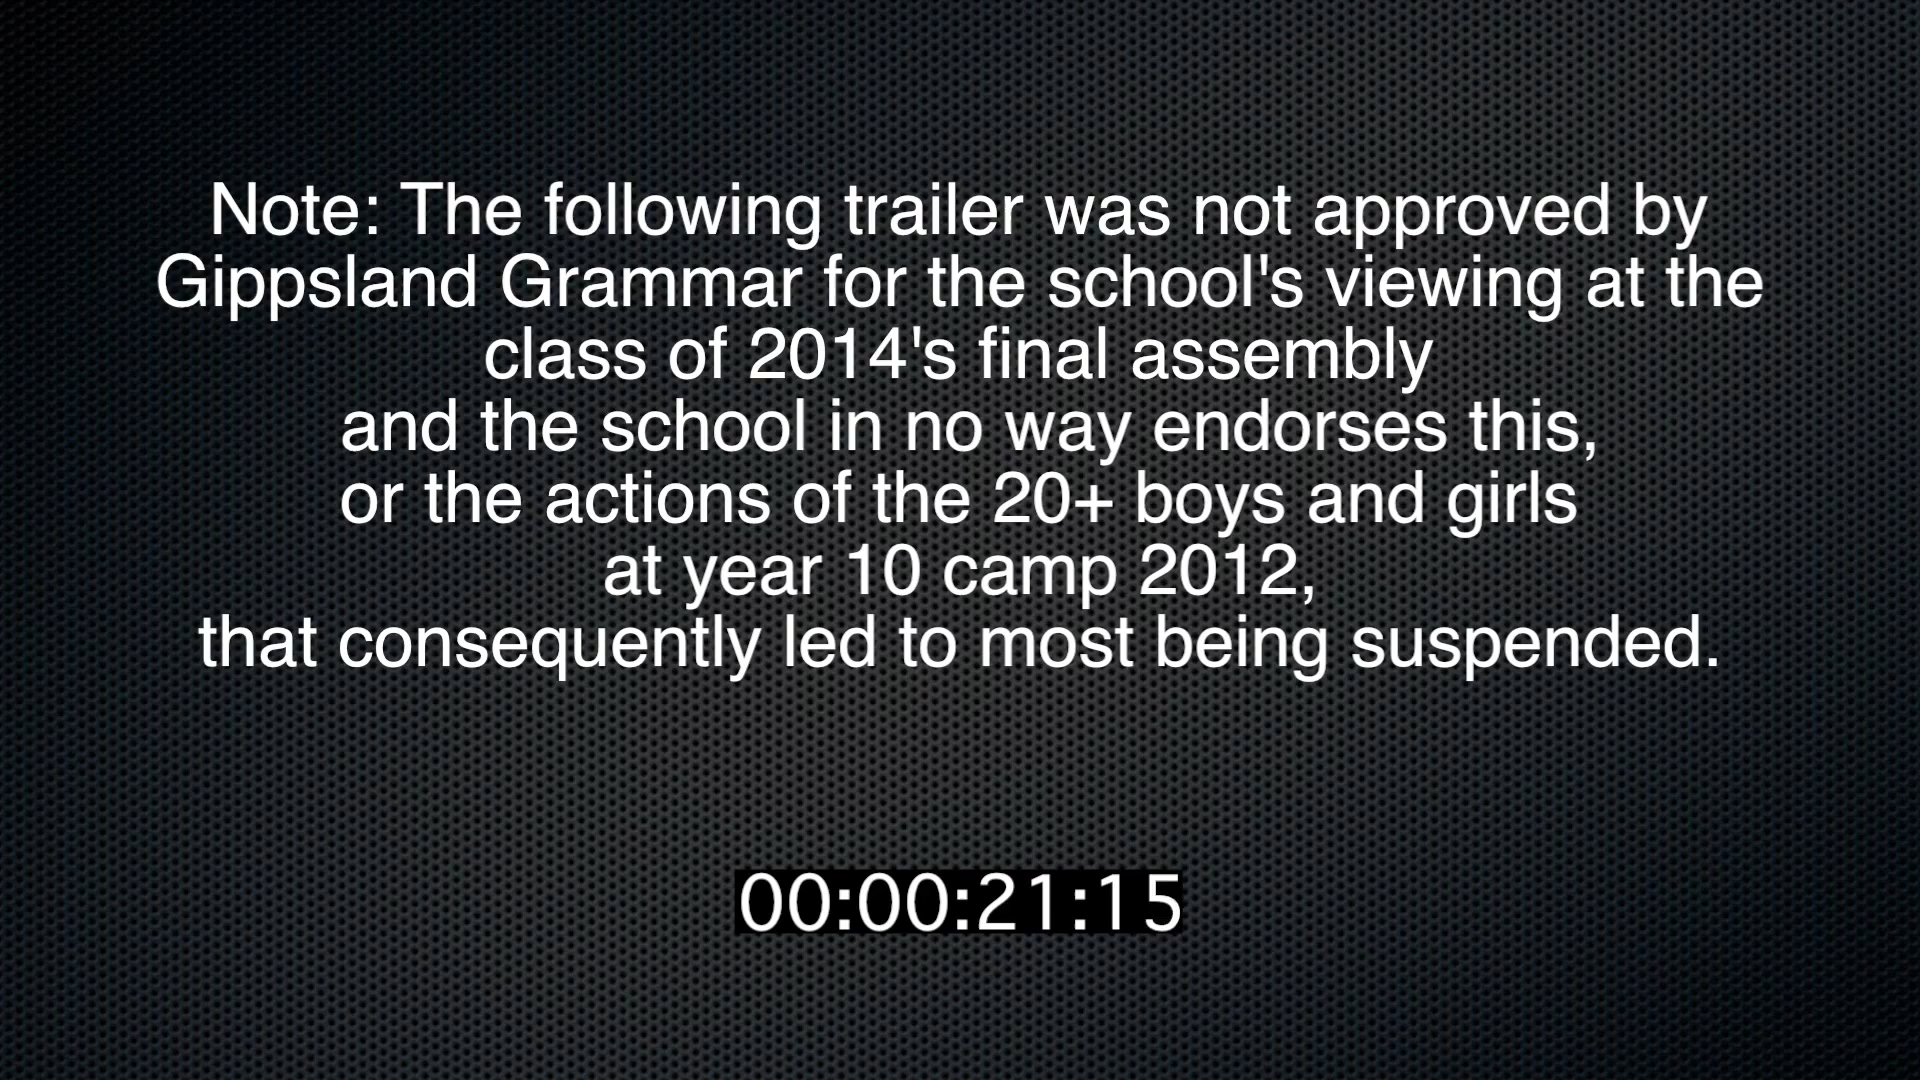 Note: The following trailer was not approved by
Gippsland Grammar for the school's viewing at the
class of 2014's final assembly
and the school in no way endorses this,
or the actions of the 20+ boys and girls
at year 10 camp 2012,
that consequently led to most being suspended.
00:00:21:15